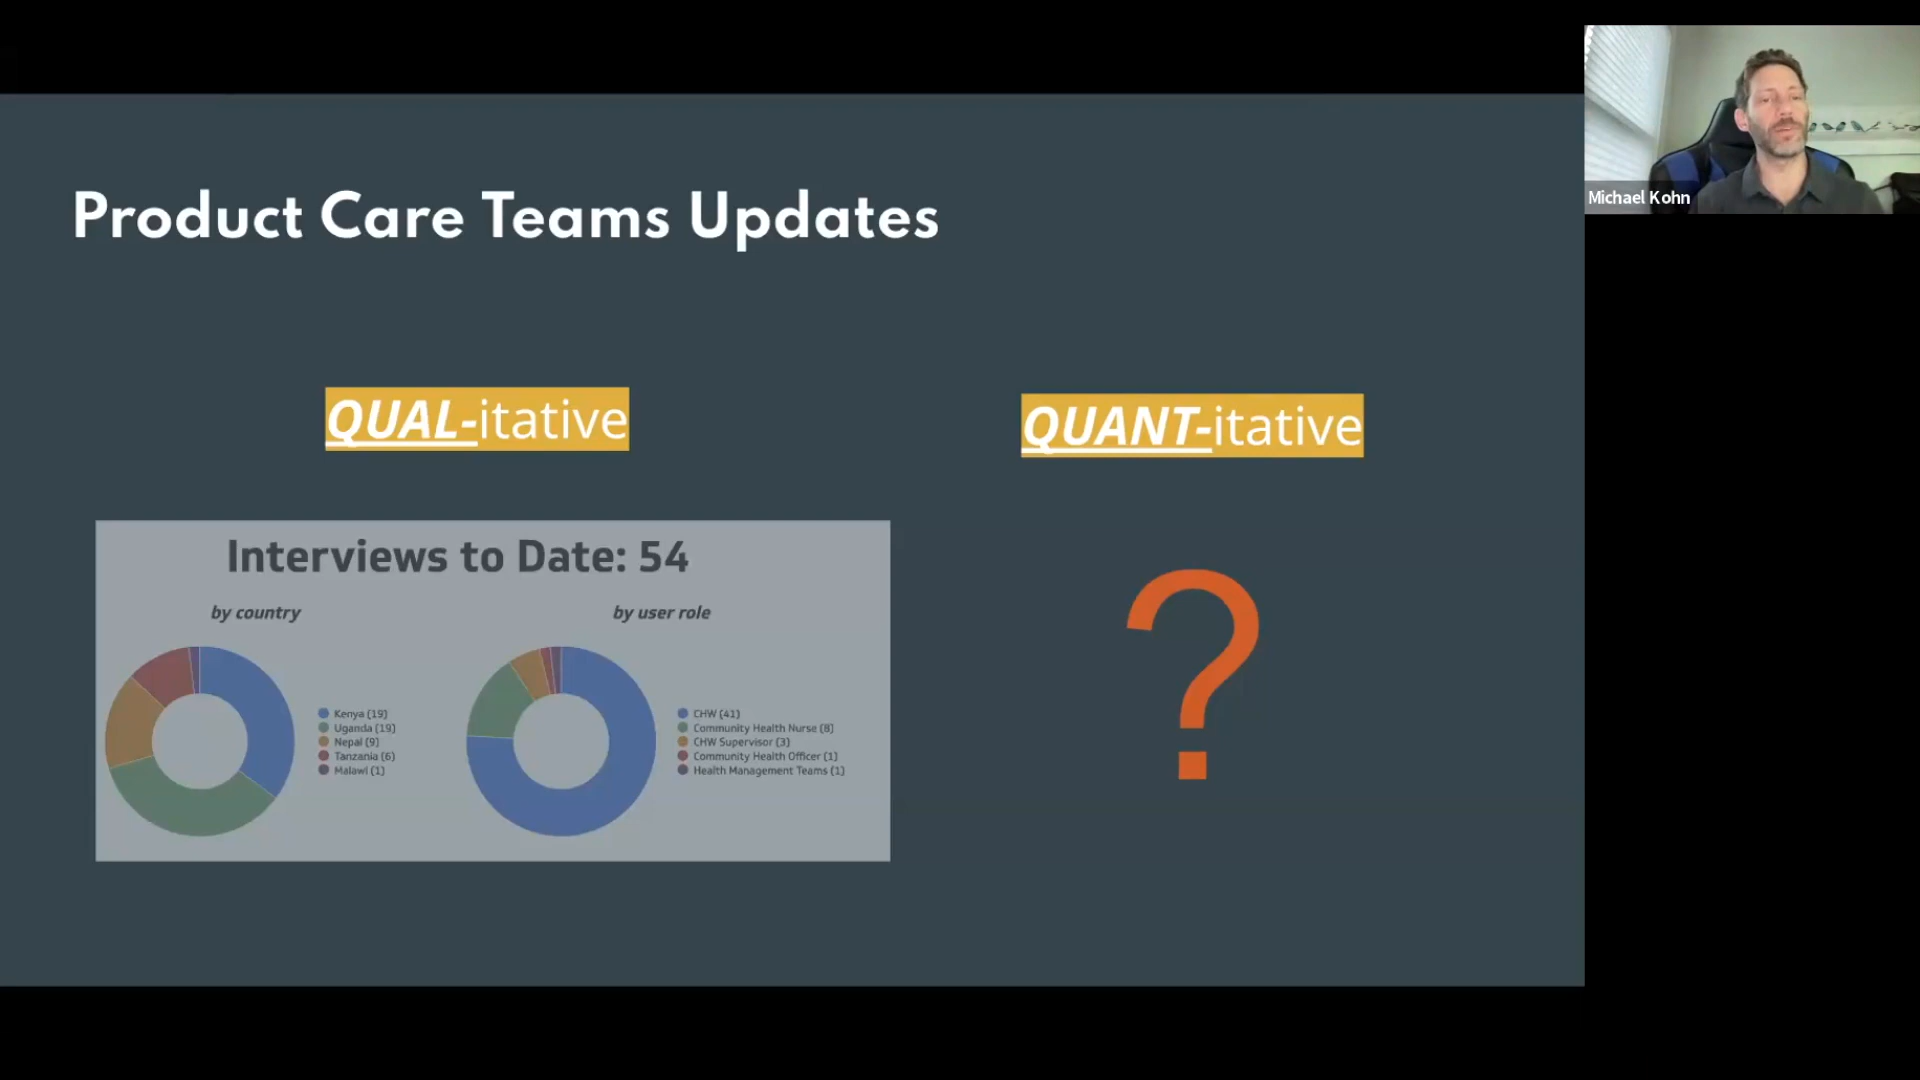 Product Care Teams Updates
Michael Kohn
QUAL-itative
QUANT-itative
Interviews to Date: 54
by country
by user role
Kenya (19)
Uganda (19)
Nepal (9)
Tanzania (6)
Malawi (1)
CHW (41)
Community Health Nurse (8)
CHW Supervisor (3)
Community Health Officer (1)
Health Management Teams (1)
?